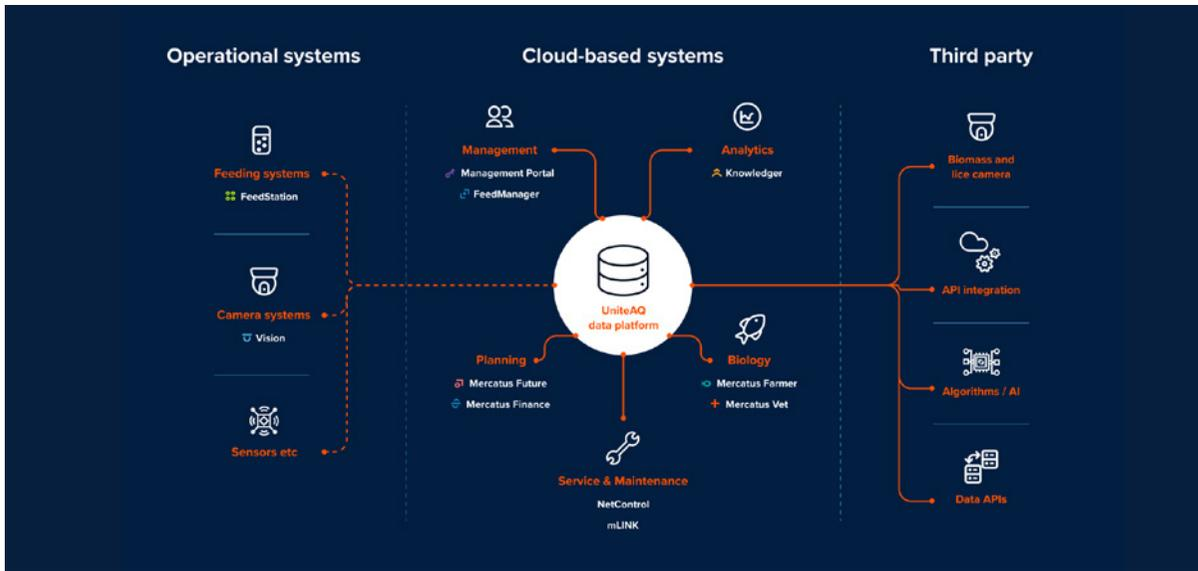 Operational systems
Feeding systems
FeedStation
Camera systems
Vision
Sensors etc
Cloud-based systems
Management
Management Portal
FeedManager
Analytics
Knowledger
UniteAQ
data platform
Planning
Mercatus Future
Mercatus Finance
Biology
Mercatus Farmer
Mercatus Vet
Service & Maintenance
NetControl
mLINK
Third party
Biomass and
lice camera
API integration
Algorithms / AI
Data APIs